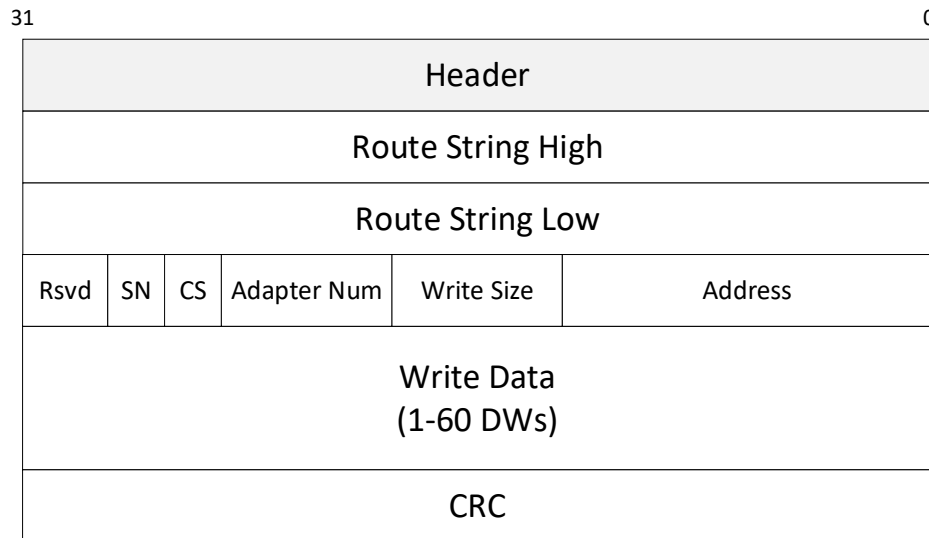 31 0
Header
Route String High
Route String Low
Rsvd SN CS Adapter Num Write Size Address
Write Data
(1-60 DWs)
CRC